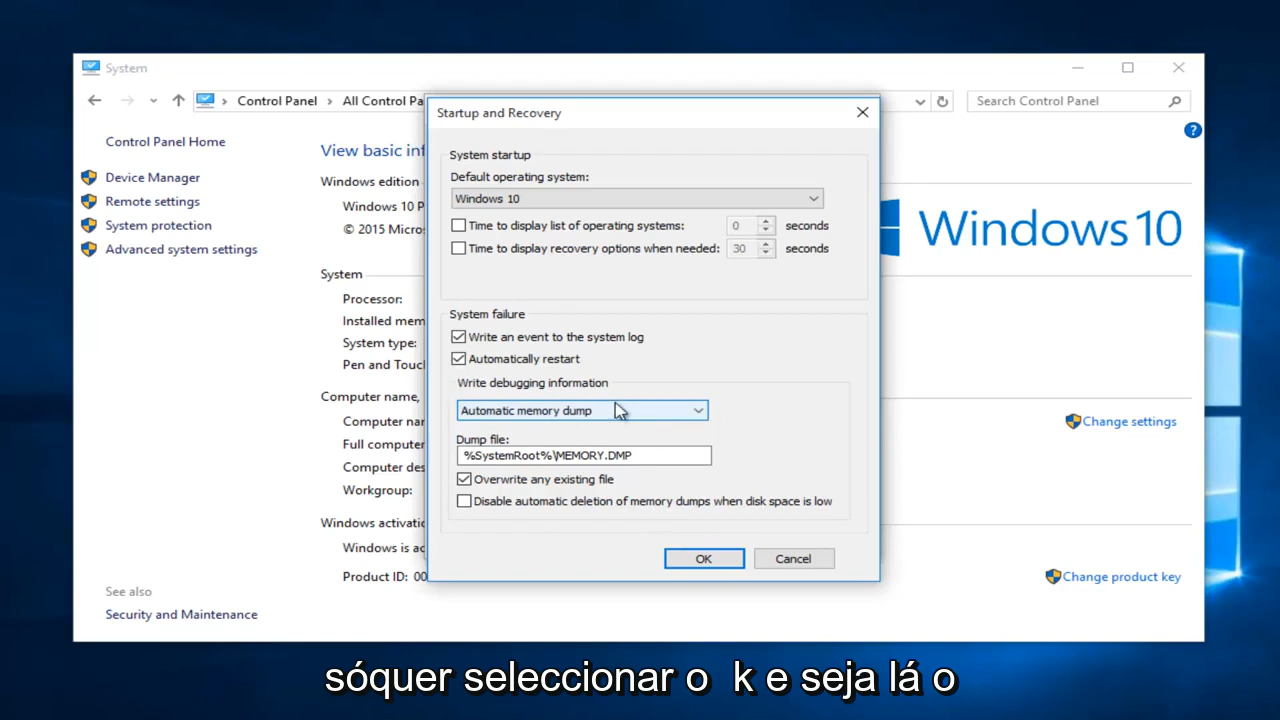 System
Control Panel > All Control Pa
Search Control Panel
Control Panel Home
Device Manager
Remote settings
System protection
Advanced system settings
See also
Security and Maintenance
View basic inf
Windows edition
Windows 10 P
© 2015 Micros
System
Processor:
Installed mem
System type:
Pen and Touc
Computer name,
Computer nar
Full computer
Computer des
Workgroup:
Windows activati
Windows is ac
Product ID: 00
Windows 10
Change settings
Change product key
Startup and Recovery
System startup
Default operating system:
Windows 10
Time to display list of operating systems: 0 seconds
Time to display recovery options when needed: 30 seconds
System failure
Write an event to the system log
Automatically restart
Write debugging information
Automatic memory dump
Dump file:
%SystemRoot%\MEMORY.DMP
Overwrite any existing file
Disable automatic deletion of memory dumps when disk space is low
OK Cancel
sóquer seleccionar o k e seja lá o